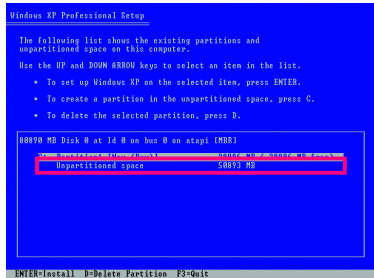 Windows XP Professional Setup
The following list shows the existing partitions and
unpartitioned space on this computer.
Use the UP and DOWN ARROW keys to select an item in the list.
• To set up Windows XP on the selected item, press ENTER.
• To create a partition in the unpartitioned space, press C.
• To delete the selected partition, press D.
80890 MB Disk 0 at Id 0 on bus 0 on atapi [MBR]
Unpartitioned space 50893 MB
ENTER=Install D=Delete Partition F3=Quit